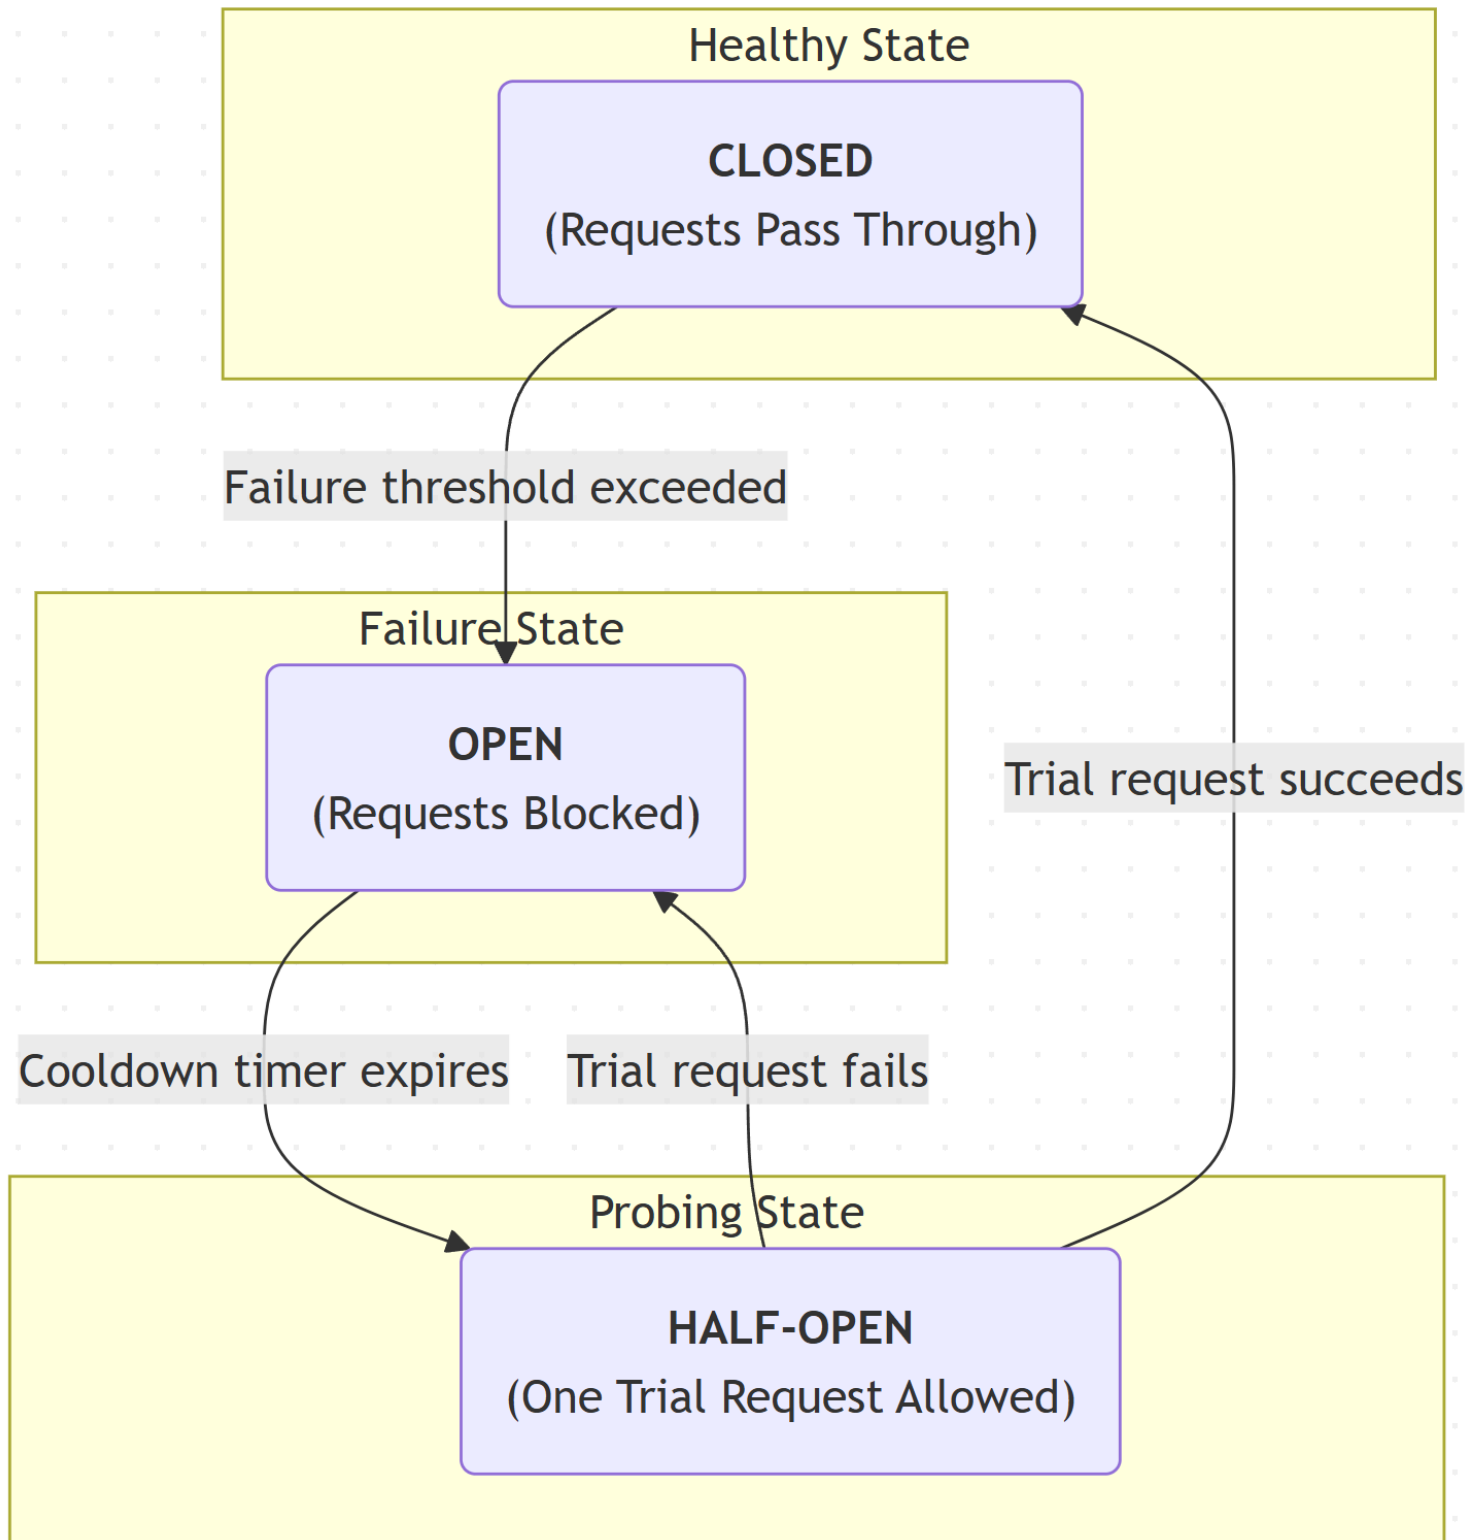 Healthy State
CLOSED
(Requests Pass Through)
Failure threshold exceeded
Failure State
OPEN
(Requests Blocked)
Trial request succeeds
Cooldown timer expires
Trial request fails
Probing State
HALF-OPEN
(One Trial Request Allowed)